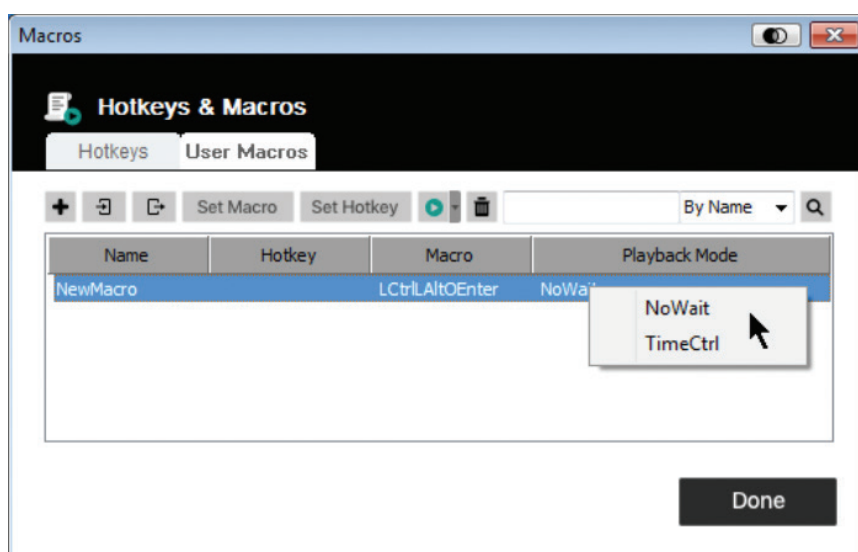 Macros
Hotkeys & Macros
Hotkeys User Macros
Set Macro Set Hotkey By Name
Name Hotkey Macro Playback Mode
NewMacro LCtrlLAltOEnter NoWait
NoWait
TimeCtrl
Done